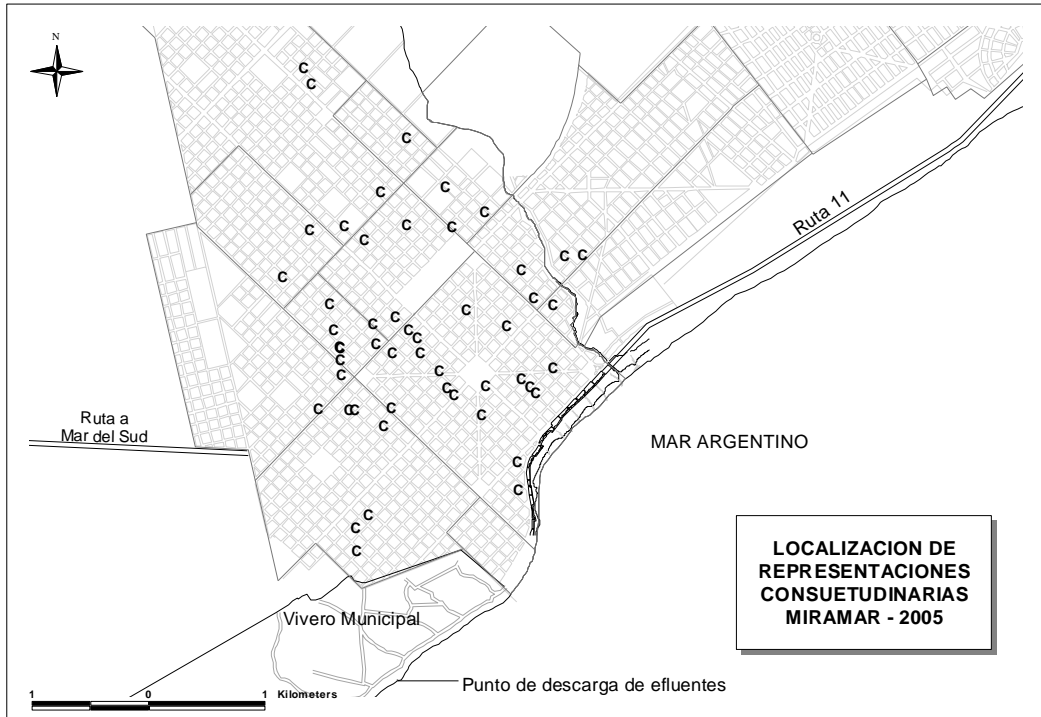 N
C
C
C
C
C
C
C C C
Ruta 11
C
C
C C
C
C
C
C C
C
C
C C
C C
C
C
C
C C
C
C
C
C
C
C C C
C C
C CC C
C
Ruta a
Mar del Sud
C
MAR ARGENTINO
C
C
C
C
C
LOCALIZACION DE
REPRESENTACIONES
CONSUETUDINARIAS
MIRAMAR - 2005
Vivero Municipal
Punto de descarga de efluentes
1 0 1 Kilometers